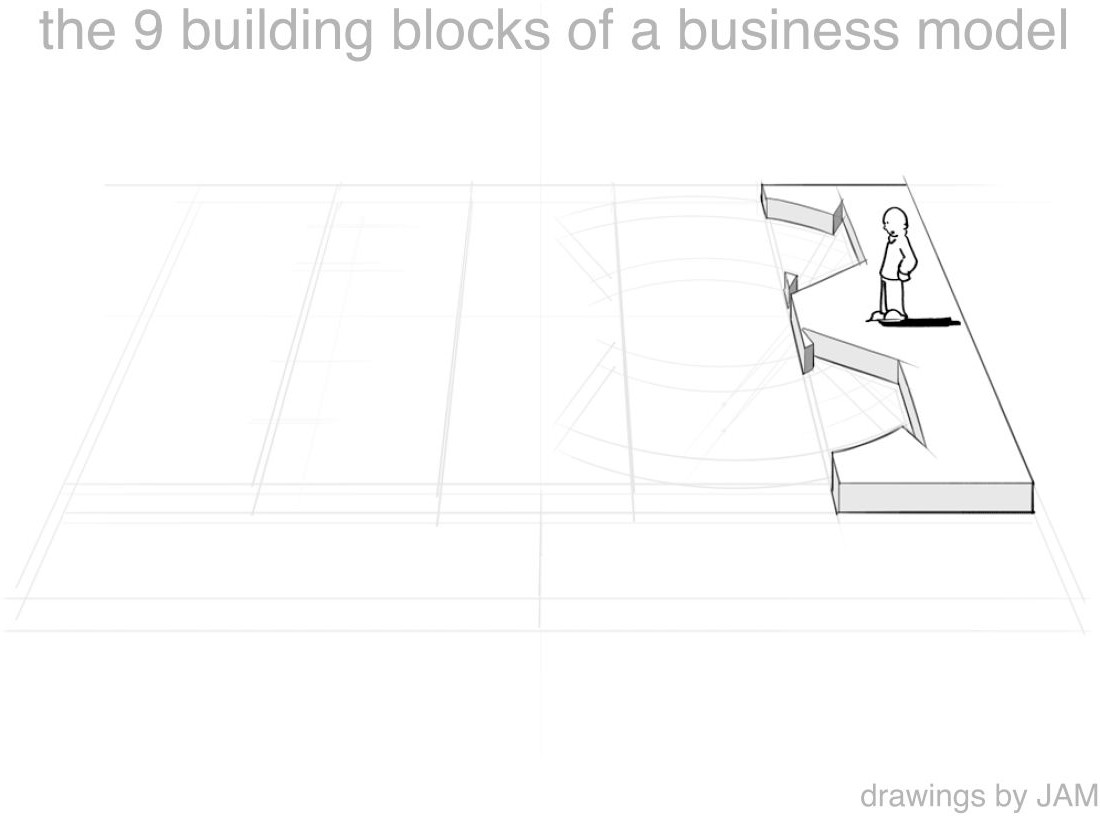 the 9 building blocks of a business model
drawings by JAM